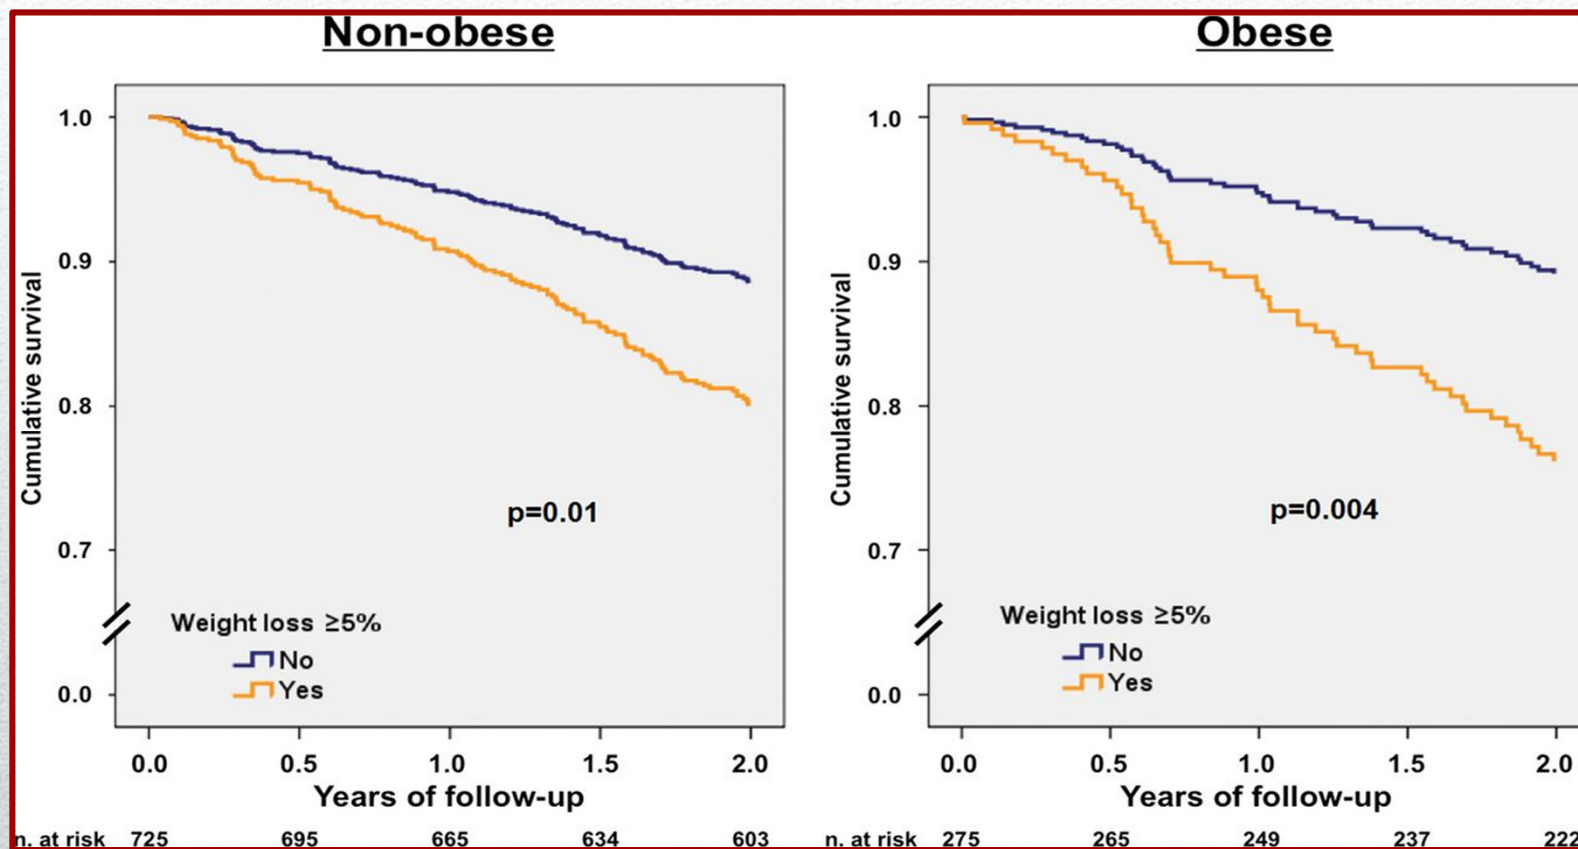 Non-obese
1.0
0.9
0.8
0.7
0.0
Cumulative survival
p=0.01
Weight loss ≥5%
No
Yes
0.0 0.5 1.0 1.5 2.0
Years of follow-up
n. at risk 725 695 665 634 603
Obese
1.0
0.9
0.8
0.7
0.0
Cumulative survival
p=0.004
Weight loss ≥5%
No
Yes
0.0 0.5 1.0 1.5 2.0
Years of follow-up
n. at risk 275 265 249 237 222